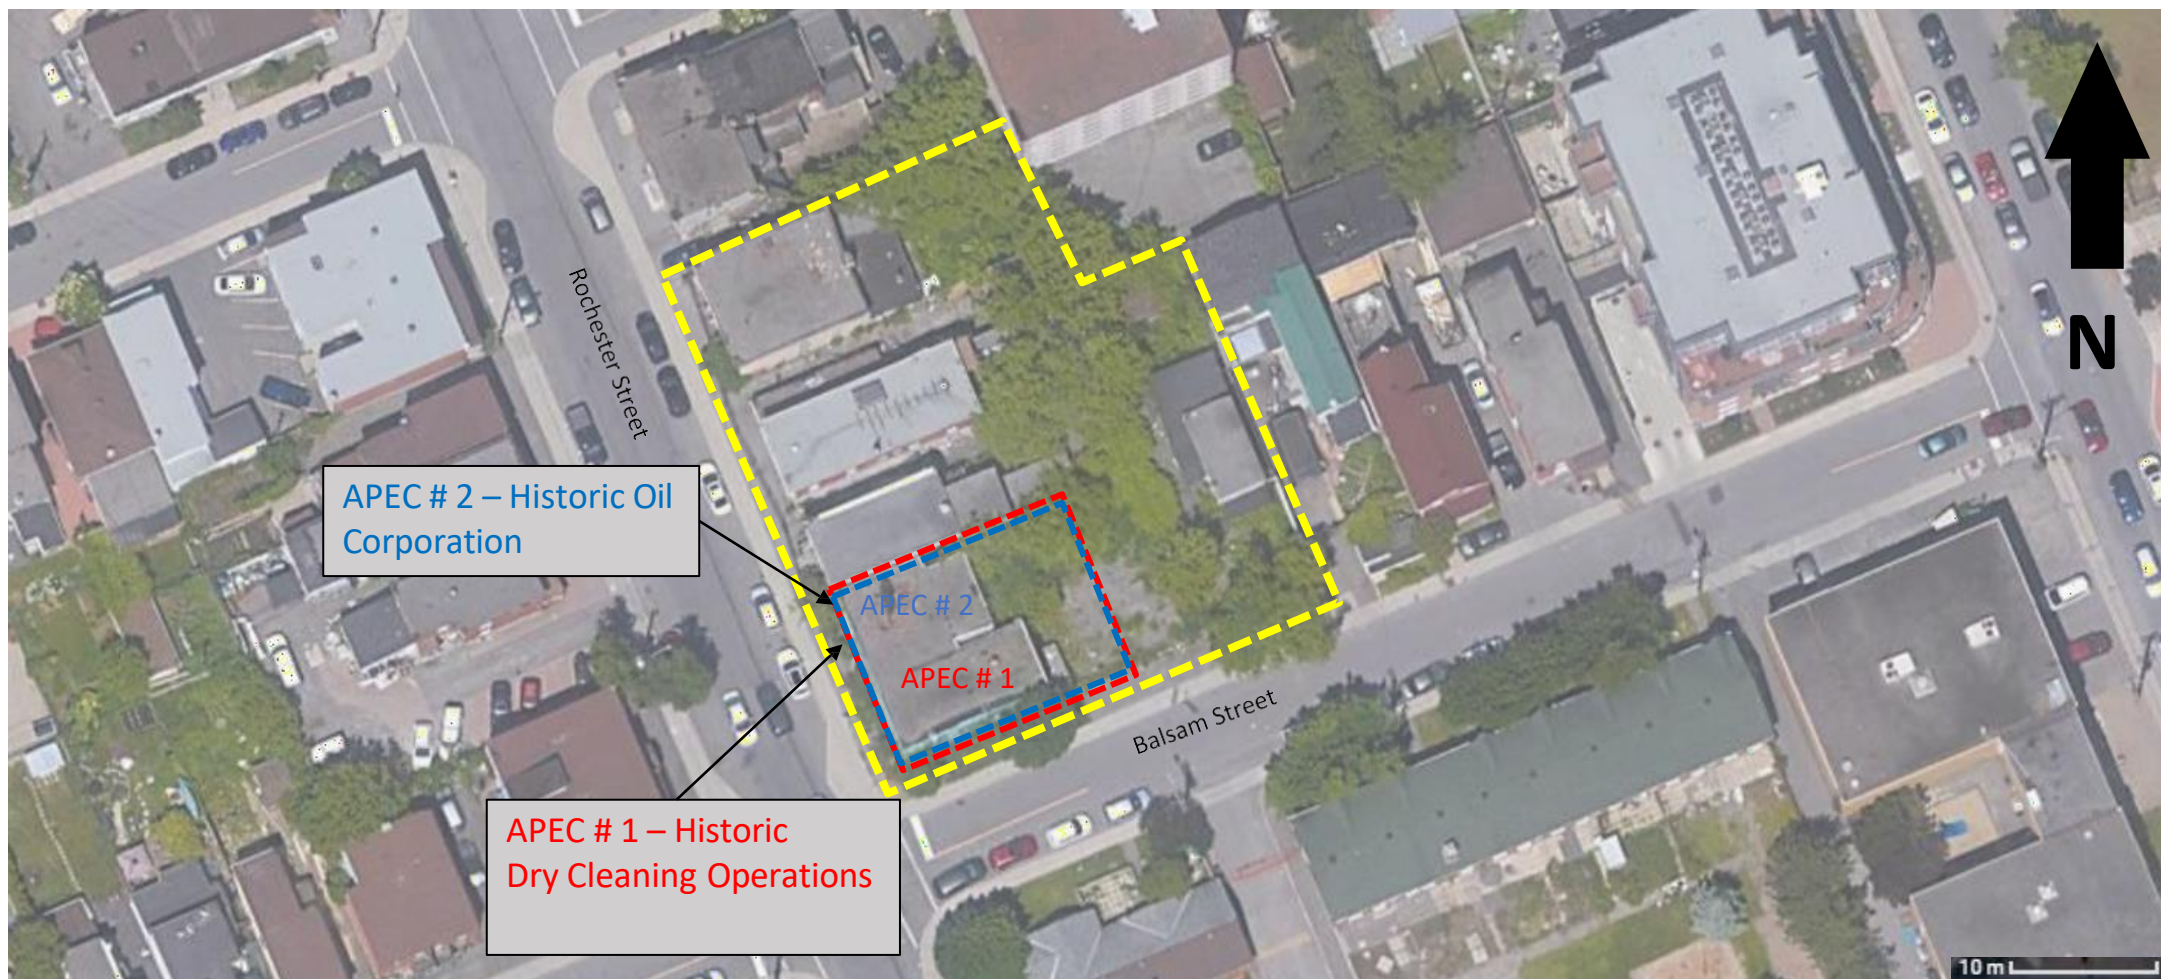 N
Rochester Street
APEC # 2 – Historic Oil
Corporation
APEC # 2
APEC # 1
Balsam Street
APEC # 1 – Historic
Dry Cleaning Operations
10 m